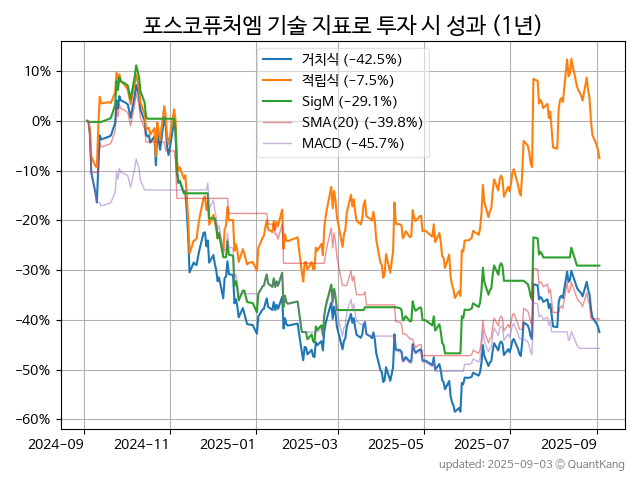 포스코퓨처엠 기술 지표로 투자 시 성과 (1년)
거치식 (−42.5%)
적립식 (−7.5%)
SigM (−29.1%)
SMA(20) (−39.8%)
MACD (−45.7%)
10%
0%
−10%
−20%
−30%
−40%
−50%
−60%
2024−09 2024−11 2025−01 2025−03 2025−05 2025−07 2025−09
updated: 2025−09−03 © QuantKang